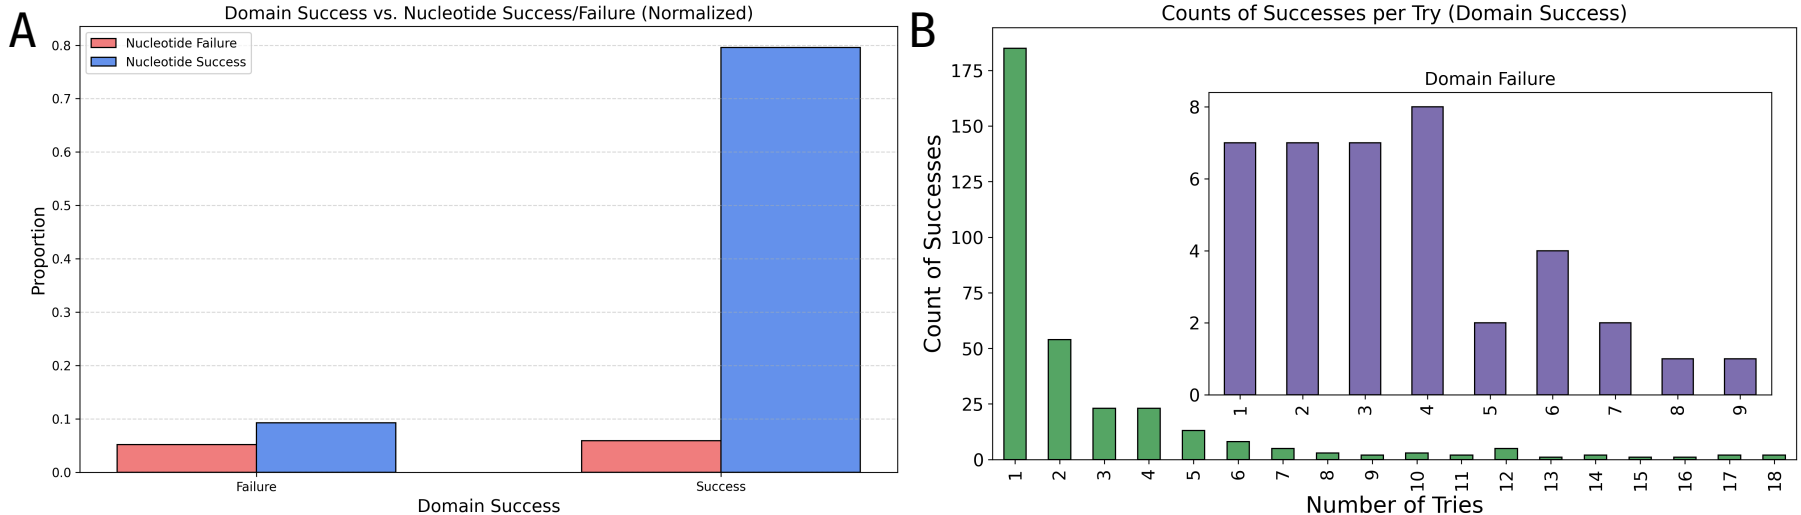 A
Domain Success vs. Nucleotide Success/Failure (Normalized)
Nucleotide Failure
Nucleotide Success
Proportion
0.8
0.7
0.6
0.5
0.4
0.3
0.2
0.1
0.0
Failure
Success
Domain Success
B
Counts of Successes per Try (Domain Success)
Count of Successes
175
150
125
100
75
50
25
0
Domain Failure
8
6
4
2
0
1 2 3 4 5 6 7 8 9
1 2 3 4 5 6 7 8 9 10 11 12 13 14 15 16 17 18
Number of Tries